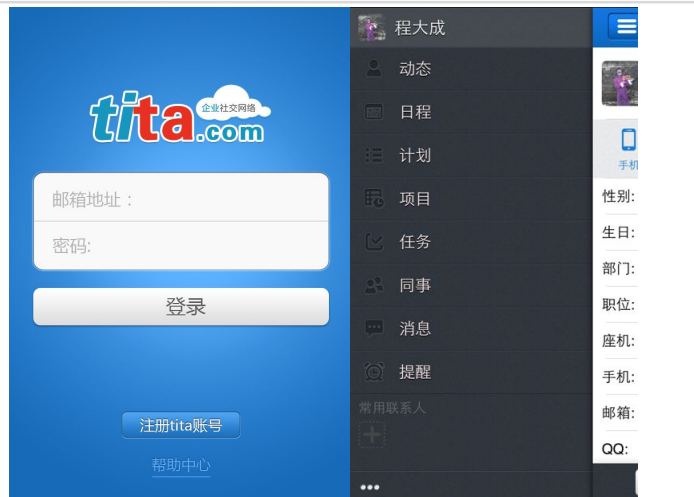 企业社交网络
tita.com
邮箱地址：
密码:
登录
注册tita账号
帮助中心
程大成
动态
日程
计划
项目
任务
同事
消息
提醒
常用联系人
手机
性别:
生日:
部门:
职位:
座机:
手机:
邮箱:
QQ: